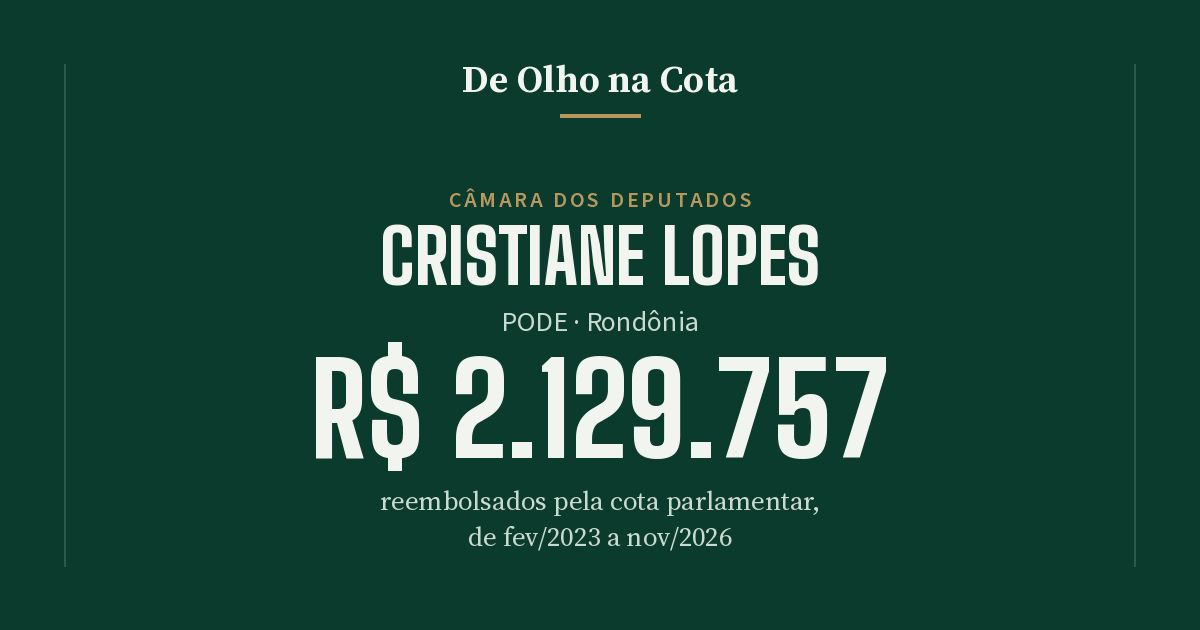 De Olho na Cota
CÂMARA DOS DEPUTADOS
CRISTIANE LOPES
PODE · Rondônia
R$ 2.129.757
reembolsados pela cota parlamentar,
de fev/2023 a nov/2026